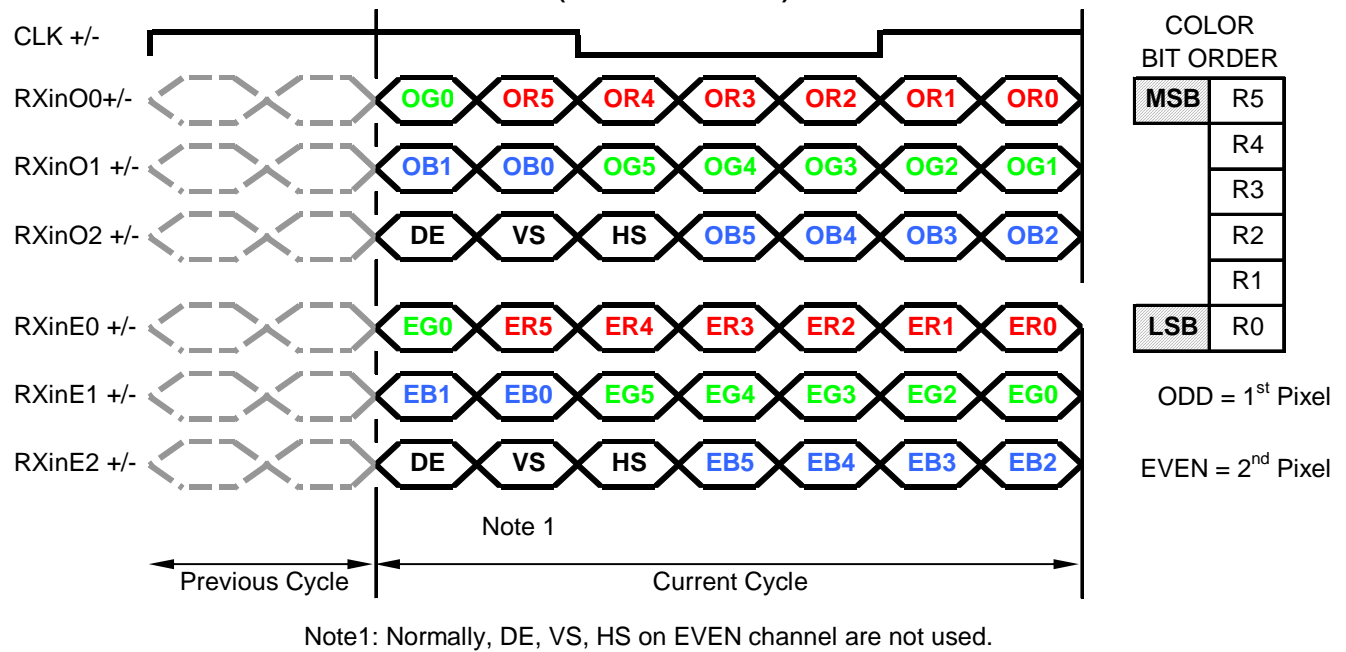 CLK +/-
COLOR
BIT ORDER
RXinO0+/- OG0 OR5 OR4 OR3 OR2 OR1 OR0
MSB R5
R4
RXinO1 +/- OB1 OB0 OG5 OG4 OG3 OG2 OG1
R3
RXinO2 +/- DE VS HS OB5 OB4 OB3 OB2
R2
R1
RXinE0 +/- EG0 ER5 ER4 ER3 ER2 ER1 ER0
LSB R0
RXinE1 +/- EB1 EB0 EG5 EG4 EG3 EG2 EG0
ODD = 1st Pixel
RXinE2 +/- DE VS HS EB5 EB4 EB3 EB2
EVEN = 2nd Pixel
Note 1
Previous Cycle
Current Cycle
Note1: Normally, DE, VS, HS on EVEN channel are not used.